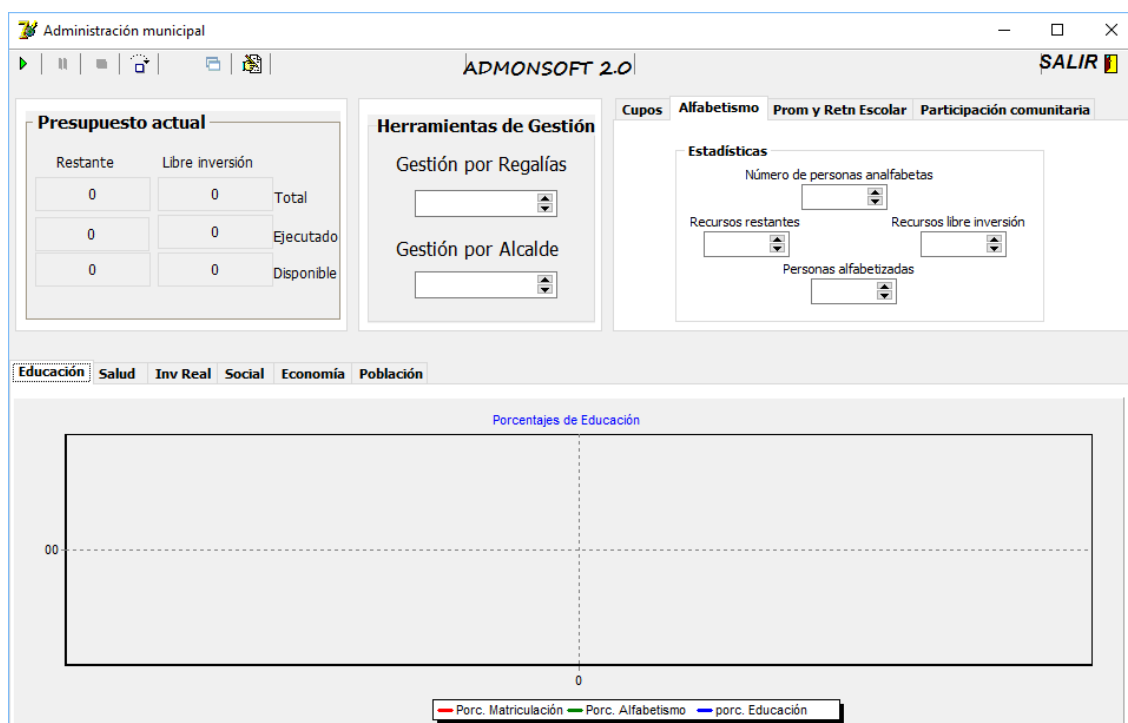 Administración municipal
ADMONSOFT 2.0
SALIR
Presupuesto actual
Restante Libre inversión
0 0 Total
0 0 Ejecutado
0 0 Disponible
Herramientas de Gestión
Gestión por Regalías
Gestión por Alcalde
Cupos Alfabetismo Prom y Retn Escolar Participación comunitaria
Estadísticas
Número de personas analfabetas
Recursos restantes Recursos libre inversión
Personas alfabetizadas
Educación Salud Inv Real Social Economía Población
Porcentajes de Educación
00
0
Porc. Matriculación Porc. Alfabetismo porc. Educación